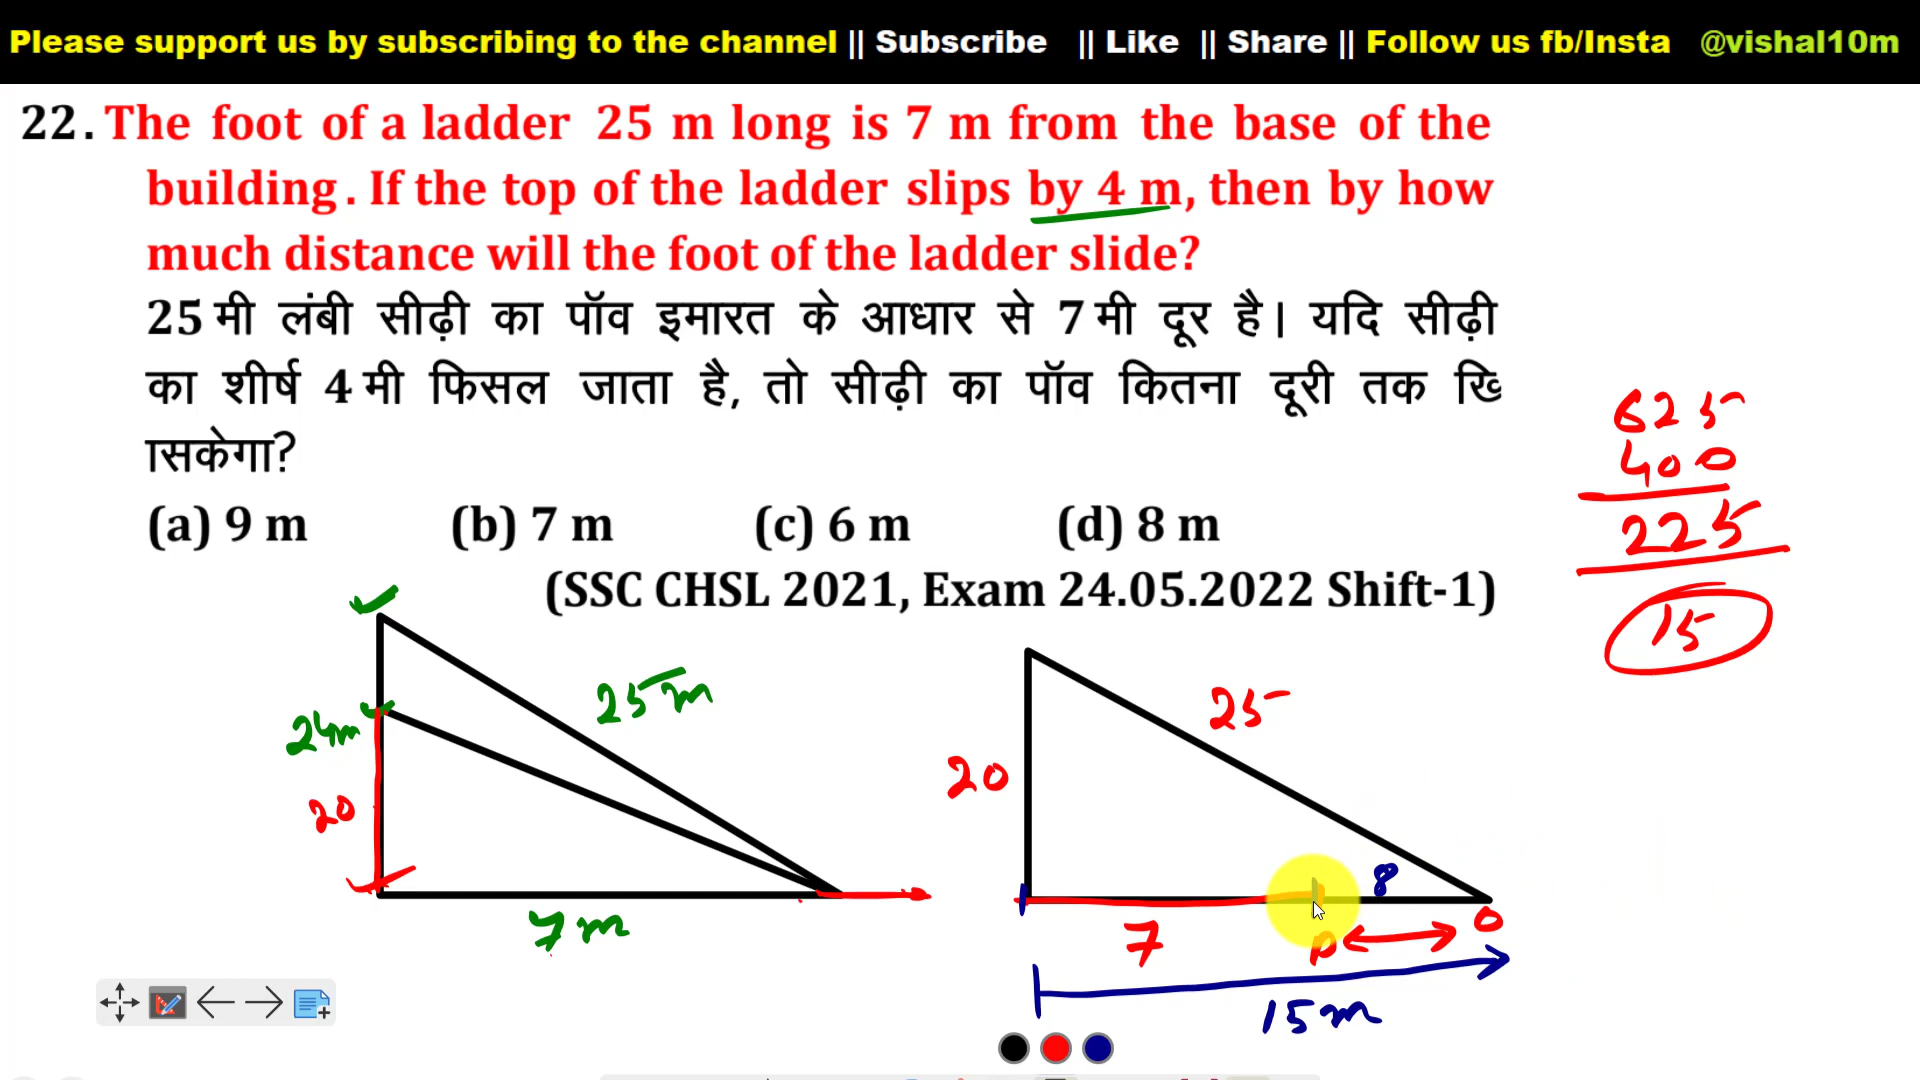 Please support us by subscribing to the channel || Subscribe || Like || Share || Follow us fb/Insta @vishal10m
22. The foot of a ladder 25 m long is 7 m from the base of the
building. If the top of the ladder slips by 4 m, then by how
much distance will the foot of the ladder slide?
25 मी लंबी सीढ़ी का पॉव इमारत के आधार से 7 मी दूर है। यदि सीढ़ी
का शीर्ष 4 मी फिसल जाता है, तो सीढ़ी का पॉव कितना दूरी तक खि
ासकेगा?
(a) 9 m (b) 7 m (c) 6 m (d) 8 m
(SSC CHSL 2021, Exam 24.05.2022 Shift-1)
625
400
225
15
25 m
24m
20
7 m
25
20
8
7
P
O
15 m